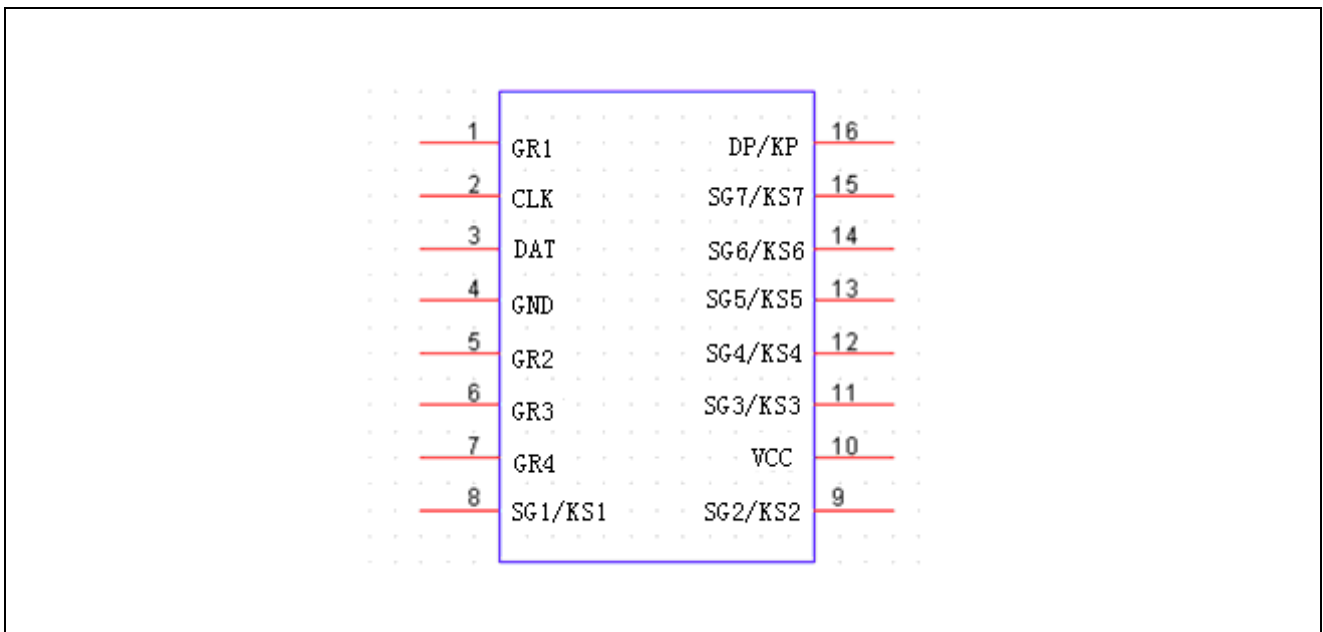 1 GR1 DP/KP 16
2 CLK SG7/KS7 15
3 DAT SG6/KS6 14
4 GND SG5/KS5 13
5 GR2 SG4/KS4 12
6 GR3 SG3/KS3 11
7 GR4 VCC 10
8 SG1/KS1 SG2/KS2 9